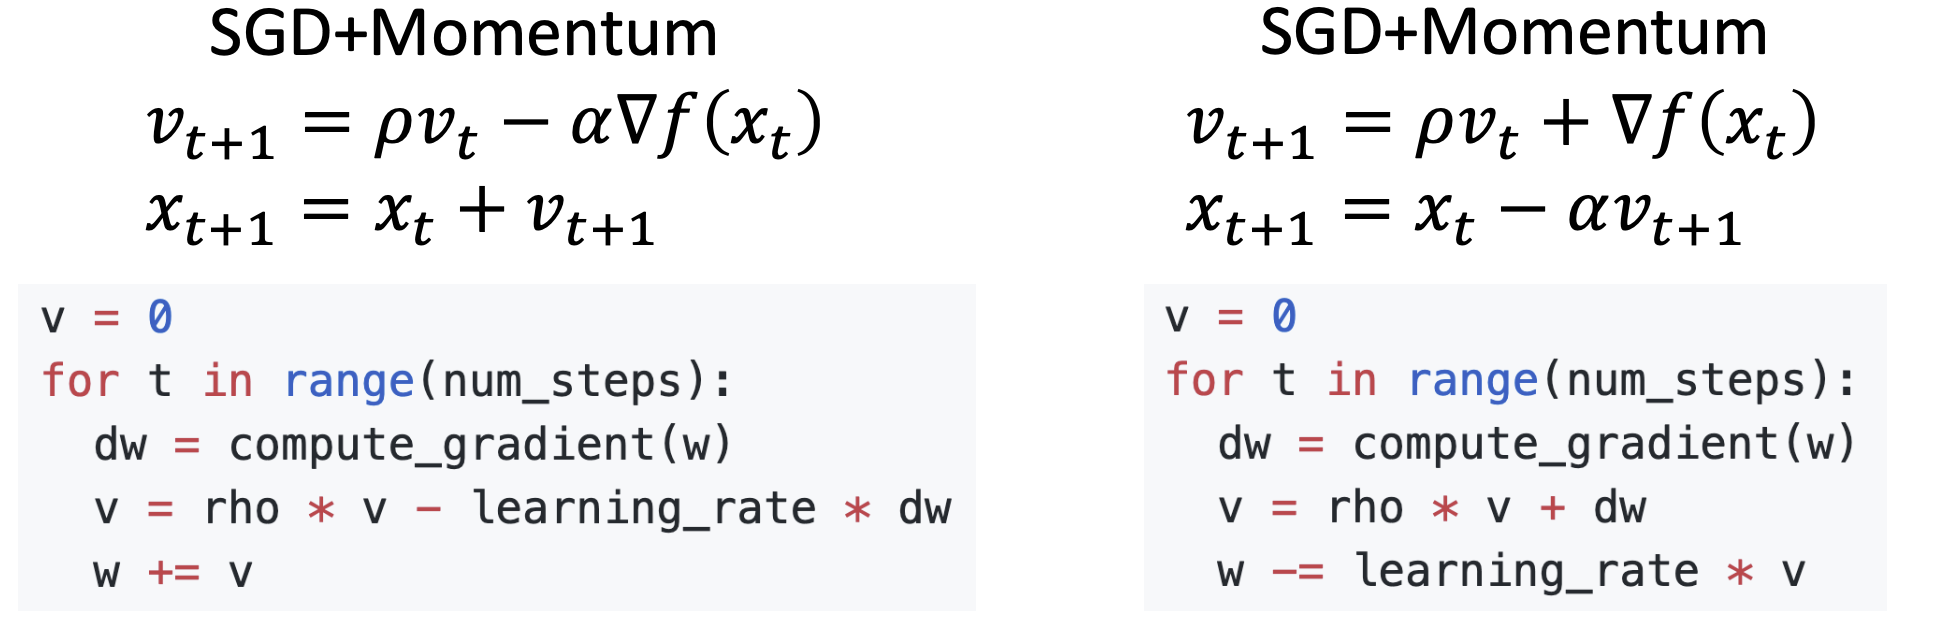 SGD+Momentum
v_{t+1} = ρv_t − α∇f(x_t)
x_{t+1} = x_t + v_{t+1}
v = 0
for t in range(num_steps):
  dw = compute_gradient(w)
  v = rho * v - learning_rate * dw
  w += v
SGD+Momentum
v_{t+1} = ρv_t + ∇f(x_t)
x_{t+1} = x_t − αv_{t+1}
v = 0
for t in range(num_steps):
  dw = compute_gradient(w)
  v = rho * v + dw
  w -= learning_rate * v